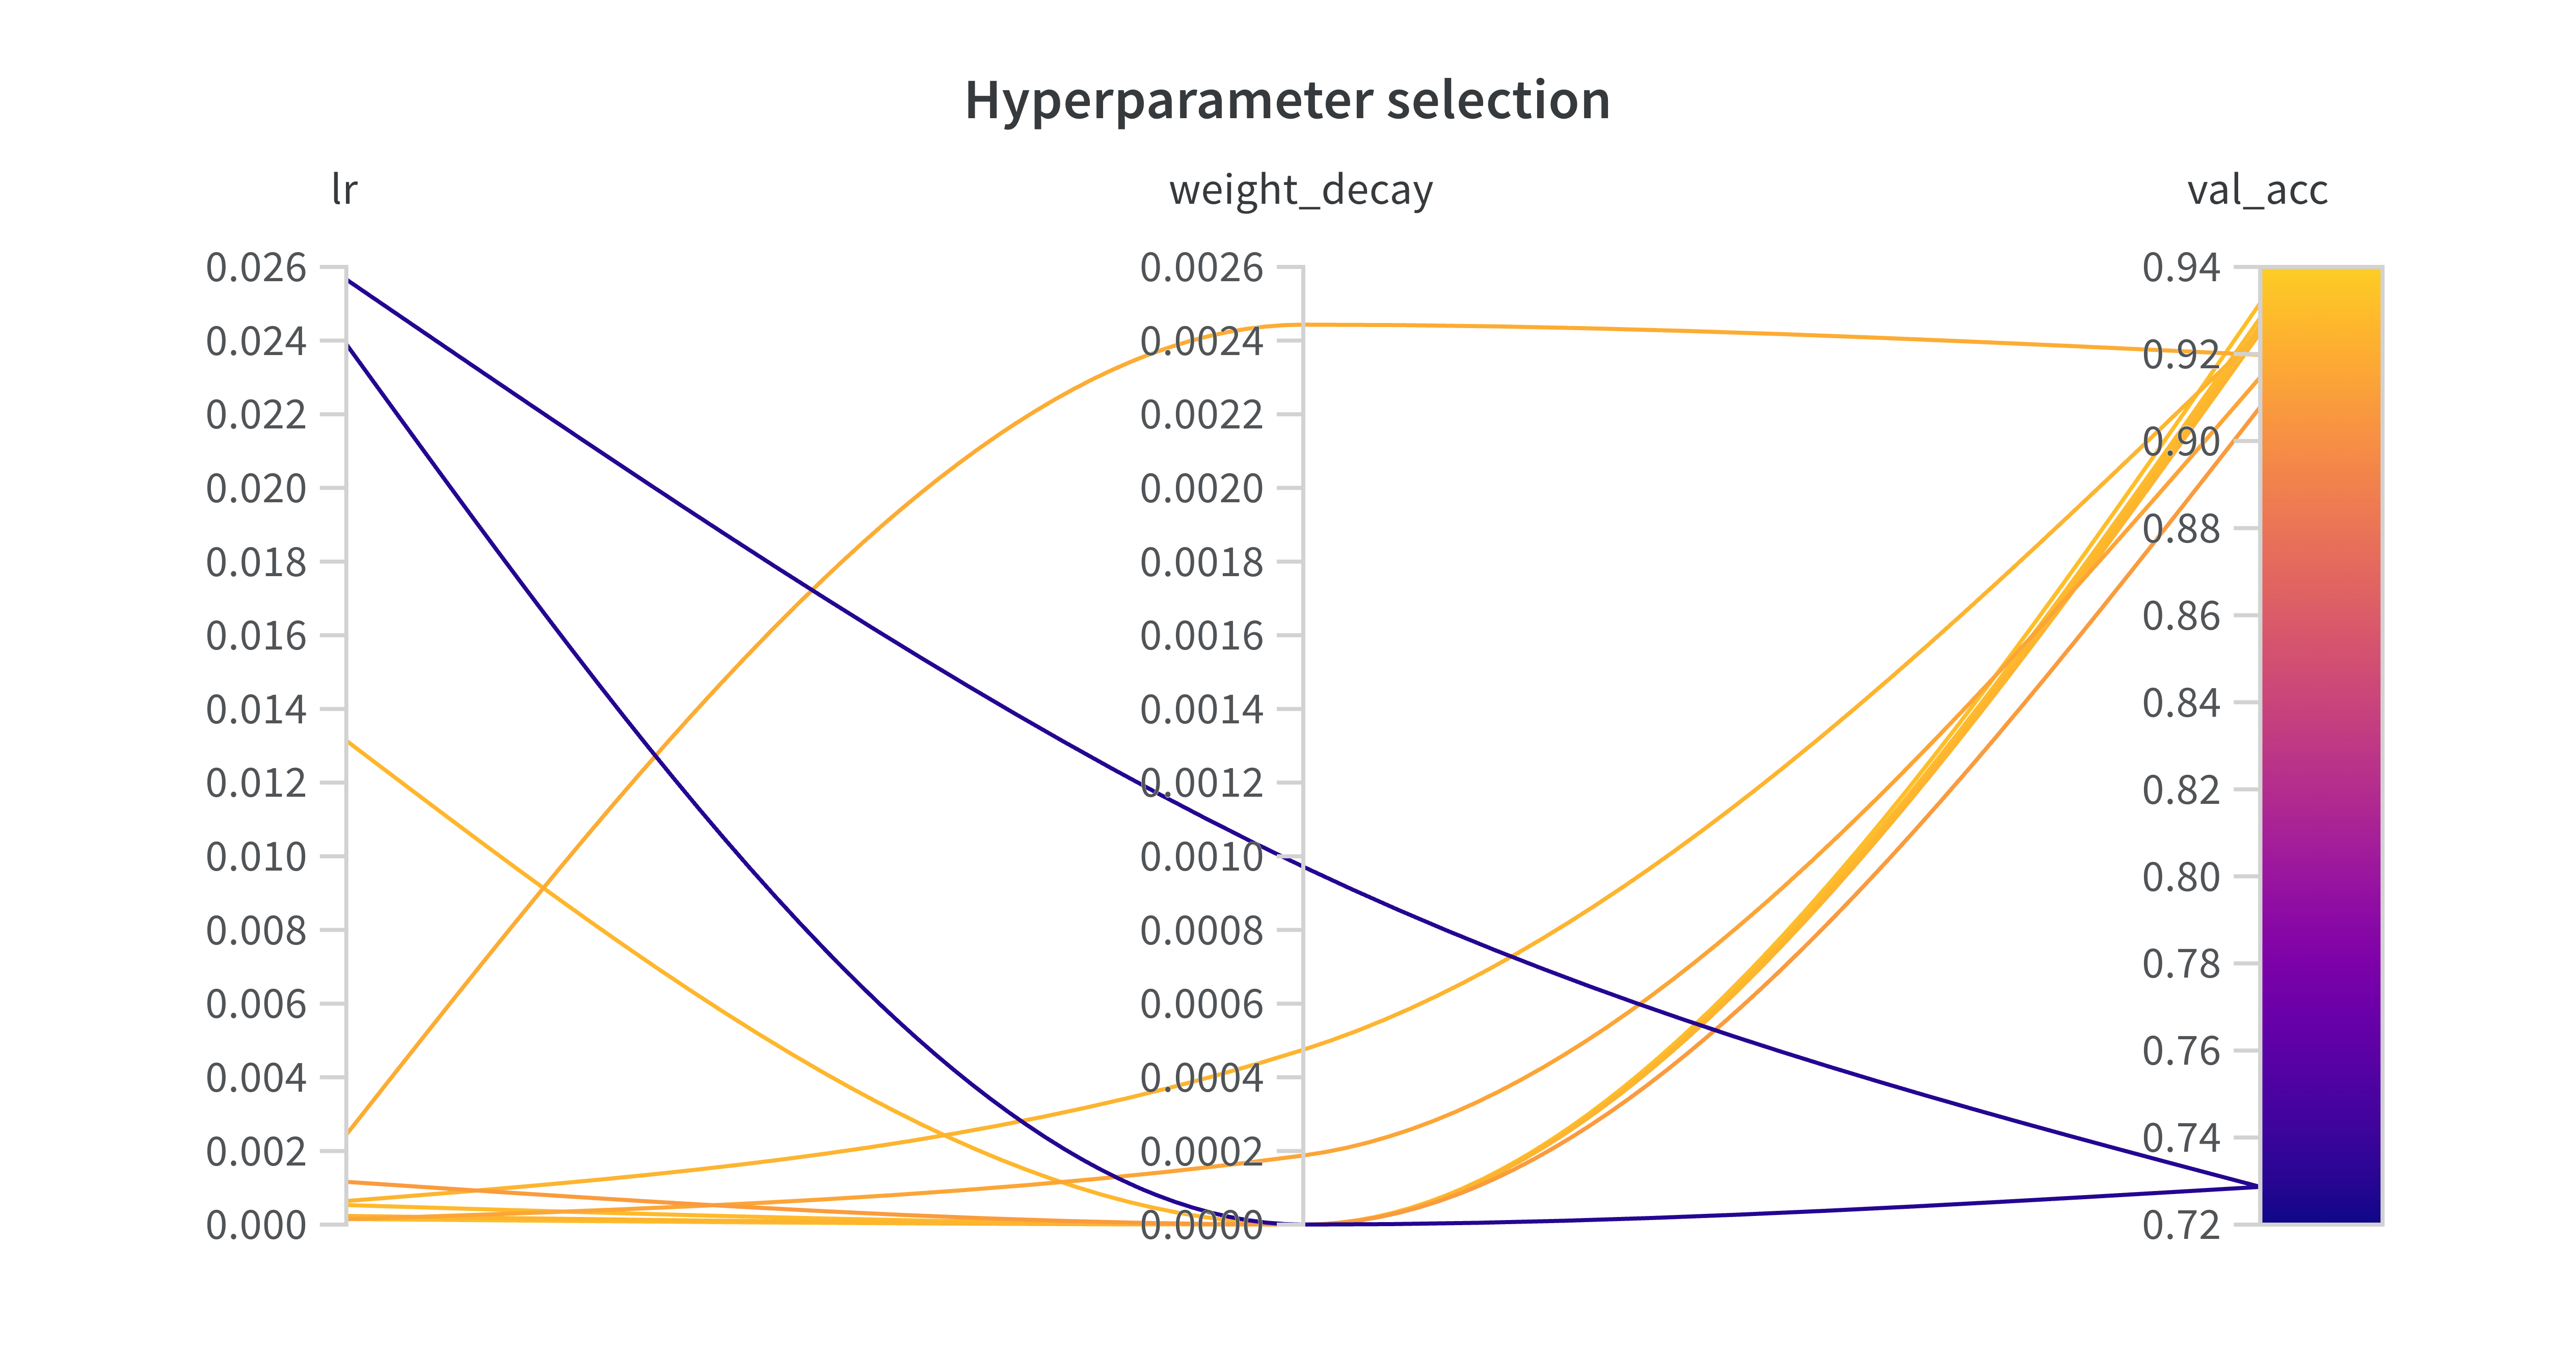 Hyperparameter selection
lr weight_decay val_acc
0.026 0.0026 0.94
0.024 0.0024 0.92
0.022 0.0022 0.90
0.020 0.0020 0.88
0.018 0.0018 0.86
0.016 0.0016 0.84
0.014 0.0014 0.82
0.012 0.0012 0.80
0.010 0.0010 0.78
0.008 0.0008 0.76
0.006 0.0006 0.74
0.004 0.0004 0.72
0.002 0.0002
0.000 0.0000